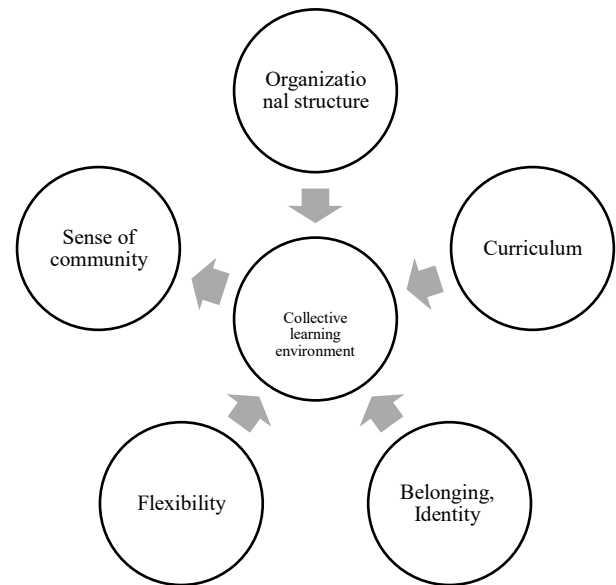 Organizatio
nal structure
Sense of
community
Curriculum
Collective
learning
environment
Flexibility
Belonging,
Identity